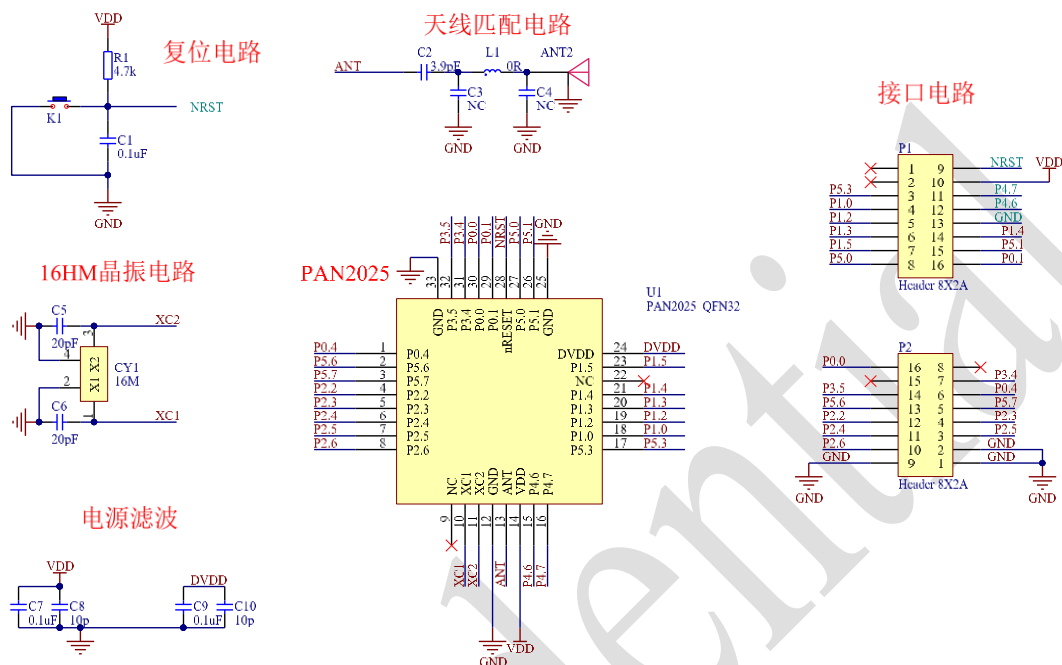 复位电路
VDD
R1
4.7k
K1
NRST
C1
0.1uF
GND
天线匹配电路
ANT
C2
3.9pF
L1
0R
ANT2
C3
NC
C4
NC
GND
GND
接口电路
P1
1 9 NRST
2 10 VDD
P5.3 3 11 P4.7
P1.0 4 12 P4.6
P1.2 5 13 GND
P1.3 6 14 P1.4
P1.5 7 15 P5.1
P5.0 8 16 P0.1
Header 8X2A
16HM晶振电路
C5
20pF
XC2
3
4
X1 X2
CY1
16M
2
1
C6
20pF
XC1
PAN2025
P3.5 P3.4 P0.0 P0.1 NRST P5.0 P5.1 GND
33 32 31 30 29 28 27 26 25
GND P3.5 P3.4 P0.0 P0.1 nRESET P5.0 P5.1 GND
U1
PAN2025 QFN32
P0.4 1 P0.4
P5.6 2 P5.6
P5.7 3 P5.7
P2.2 4 P2.2
P2.3 5 P2.3
P2.4 6 P2.4
P2.5 7 P2.5
P2.6 8 P2.6
DVDD 24 DVDD
P1.5 23 P1.5
NC 22
P1.4 21 P1.4
P1.3 20 P1.3
P1.2 19 P1.2
P1.0 18 P1.0
P5.3 17 P5.3
NC XC1 XC2 GND ANT VDD P4.6 P4.7
9 10 11 12 13 14 15 16
XC1 XC2 ANT P4.6 P4.7
GND VDD
P2
P0.0 16 8
15 7 P3.4
P3.5 14 6 P0.4
P5.6 13 5 P5.7
P2.2 12 4 P2.3
P2.4 11 3 P2.5
P2.6 10 2 GND
GND 9 1 GND
Header 8X2A
GND
GND
电源滤波
VDD
DVDD
C7
0.1uF
C8
10p
C9
0.1uF
C10
10p
GND